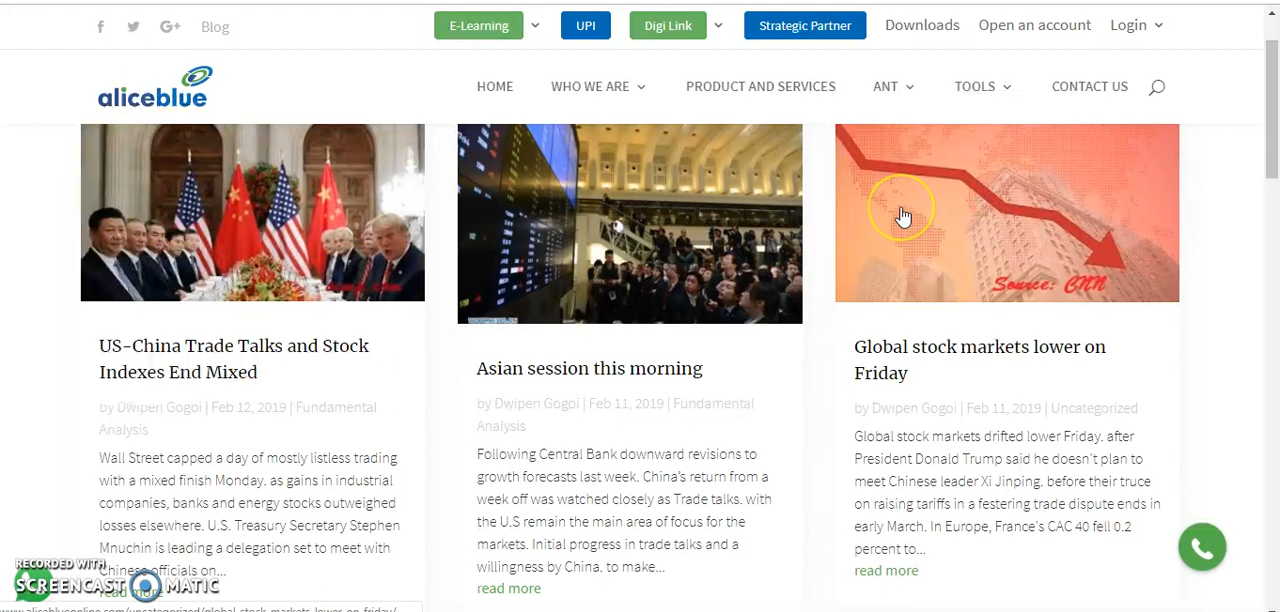 Blog
E-Learning
UPI
Digi Link
Strategic Partner
Downloads
Open an account
Login
aliceblue
HOME
WHO WE ARE
PRODUCT AND SERVICES
ANT
TOOLS
CONTACT US
US-China Trade Talks and Stock
Indexes End Mixed
by Dwipen Gogoi | Feb 12, 2019 | Fundamental
Analysis
Wall Street capped a day of mostly listless trading
with a mixed finish Monday. as gains in industrial
companies, banks and energy stocks outweighed
losses elsewhere. U.S. Treasury Secretary Stephen
Mnuchin is leading a delegation set to meet with
Chinese officials on...
read more
Asian session this morning
by Dwipen Gogoi | Feb 11, 2019 | Fundamental
Analysis
Following Central Bank downward revisions to
growth forecasts last week. China's return from a
week off was watched closely as Trade talks. with
the U.S remain the main area of focus for the
markets. Initial progress in trade talks and a
willingness by China. to make...
read more
Source: CNN
Global stock markets lower on
Friday
by Dwipen Gogoi | Feb 11, 2019 | Uncategorized
Global stock markets drifted lower Friday. after
President Donald Trump said he doesn't plan to
meet Chinese leader Xi Jinping. before their truce
on raising tariffs in a festering trade dispute ends in
early March. In Europe, France's CAC 40 fell 0.2
percent to...
read more
RECORDED WITH
SCREENCAST MATIC
www.aliceblueonline.com/uncategorized/global-stock-markets-lower-on-friday/